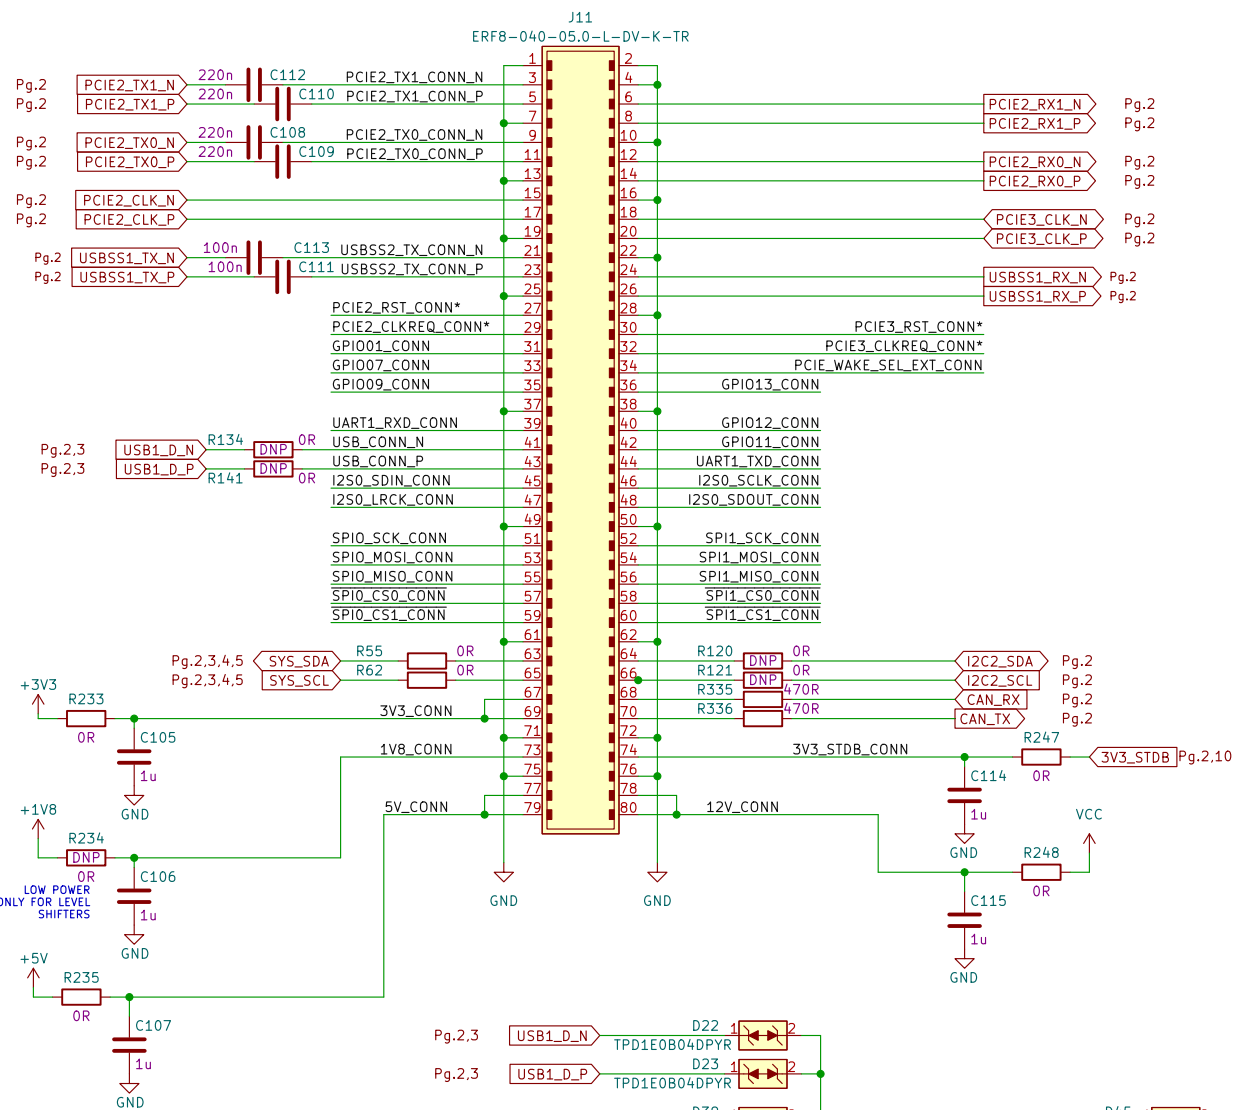 J11
ERF8-040-05.0-L-DV-K-TR
1 2
Pg.2 PCIE2_TX1_N 220n C112 PCIE2_TX1_CONN_N 3 4
Pg.2 PCIE2_TX1_P 220n C110 PCIE2_TX1_CONN_P 5 6 PCIE2_RX1_N Pg.2
7 8 PCIE2_RX1_P Pg.2
Pg.2 PCIE2_TX0_N 220n C108 PCIE2_TX0_CONN_N 9 10
Pg.2 PCIE2_TX0_P 220n C109 PCIE2_TX0_CONN_P 11 12 PCIE2_RX0_N Pg.2
13 14 PCIE2_RX0_P Pg.2
Pg.2 PCIE2_CLK_N 15 16
Pg.2 PCIE2_CLK_P 17 18 PCIE3_CLK_N Pg.2
19 20 PCIE3_CLK_P Pg.2
Pg.2 USBSS1_TX_N 100n C113 USBSS2_TX_CONN_N 21 22
Pg.2 USBSS1_TX_P 100n C111 USBSS2_TX_CONN_P 23 24 USBSS1_RX_N Pg.2
25 26 USBSS1_RX_P Pg.2
PCIE2_RST_CONN* 27 28
PCIE2_CLKREQ_CONN* 29 30 PCIE3_RST_CONN*
GPIO01_CONN 31 32 PCIE3_CLKREQ_CONN*
GPIO07_CONN 33 34 PCIE_WAKE_SEL_EXT_CONN
GPIO09_CONN 35 36 GPIO13_CONN
37 38
UART1_RXD_CONN 39 40 GPIO12_CONN
Pg.2,3 USB1_D_N R134 DNP 0R USB_CONN_N 41 42 GPIO11_CONN
Pg.2,3 USB1_D_P R141 DNP 0R USB_CONN_P 43 44 UART1_TXD_CONN
I2S0_SDIN_CONN 45 46 I2S0_SCLK_CONN
I2S0_LRCK_CONN 47 48 I2S0_SDOUT_CONN
49 50
SPI0_SCK_CONN 51 52 SPI1_SCK_CONN
SPI0_MOSI_CONN 53 54 SPI1_MOSI_CONN
SPI0_MISO_CONN 55 56 SPI1_MISO_CONN
SPI0_CS0_CONN 57 58 SPI1_CS0_CONN
SPI0_CS1_CONN 59 60 SPI1_CS1_CONN
61 62
Pg.2,3,4,5 SYS_SDA R55 0R 63 64 R120 DNP 0R I2C2_SDA Pg.2
Pg.2,3,4,5 SYS_SCL R62 0R 65 66 R121 DNP 0R I2C2_SCL Pg.2
67 68 R335 470R CAN_RX Pg.2
+3V3 R233 0R 3V3_CONN 69 70 R336 470R CAN_TX Pg.2
C105 1u GND
71 72
1V8_CONN 73 74 3V3_STDB_CONN R247 0R 3V3_STDB Pg.2,10
75 76
C114 1u GND
77 78
5V_CONN 79 80 12V_CONN
+1V8 R234 DNP 0R
LOW POWER
ONLY FOR LEVEL
SHIFTERS
C106 1u GND
GND GND
VCC R248 0R
C115 1u GND
+5V R235 0R
C107 1u GND
Pg.2,3 USB1_D_N D22 1 2
TPD1E0B04DPYR
Pg.2,3 USB1_D_P D23 1 2
TPD1E0B04DPYR